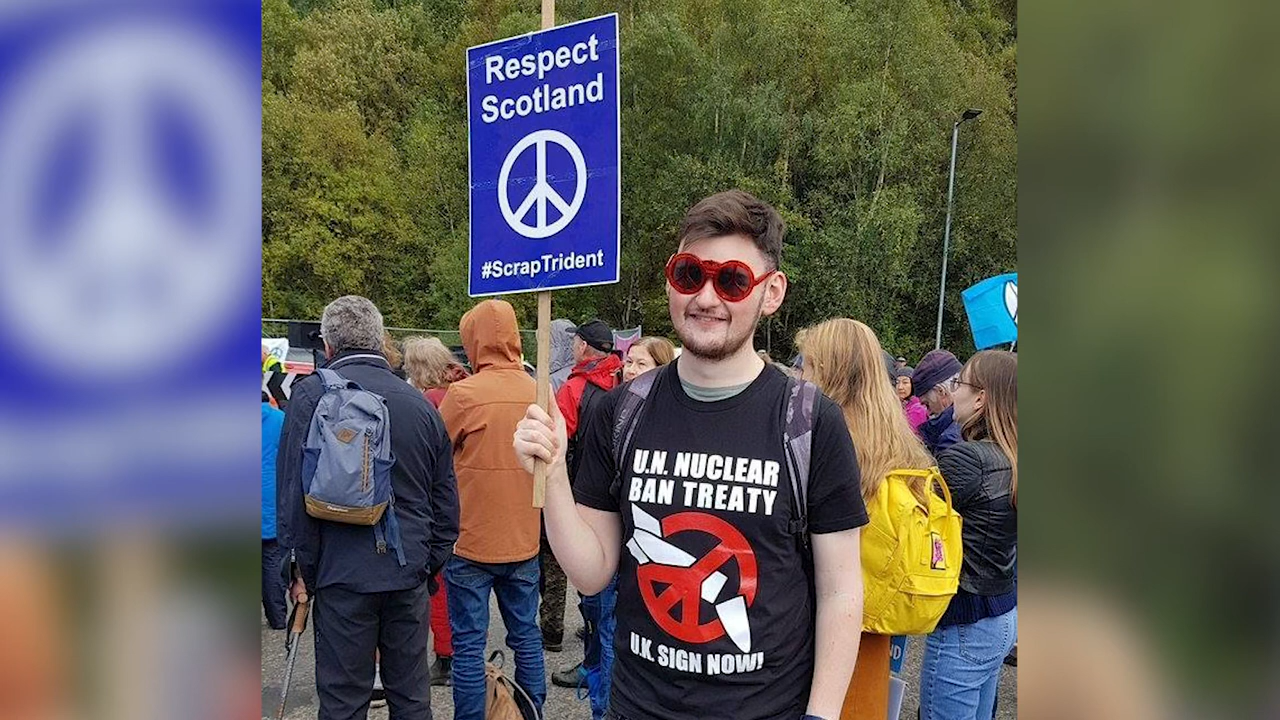 Respect
Scotland
#ScrapTrident
U.N. NUCLEAR
BAN TREATY
U.K. SIGN NOW!